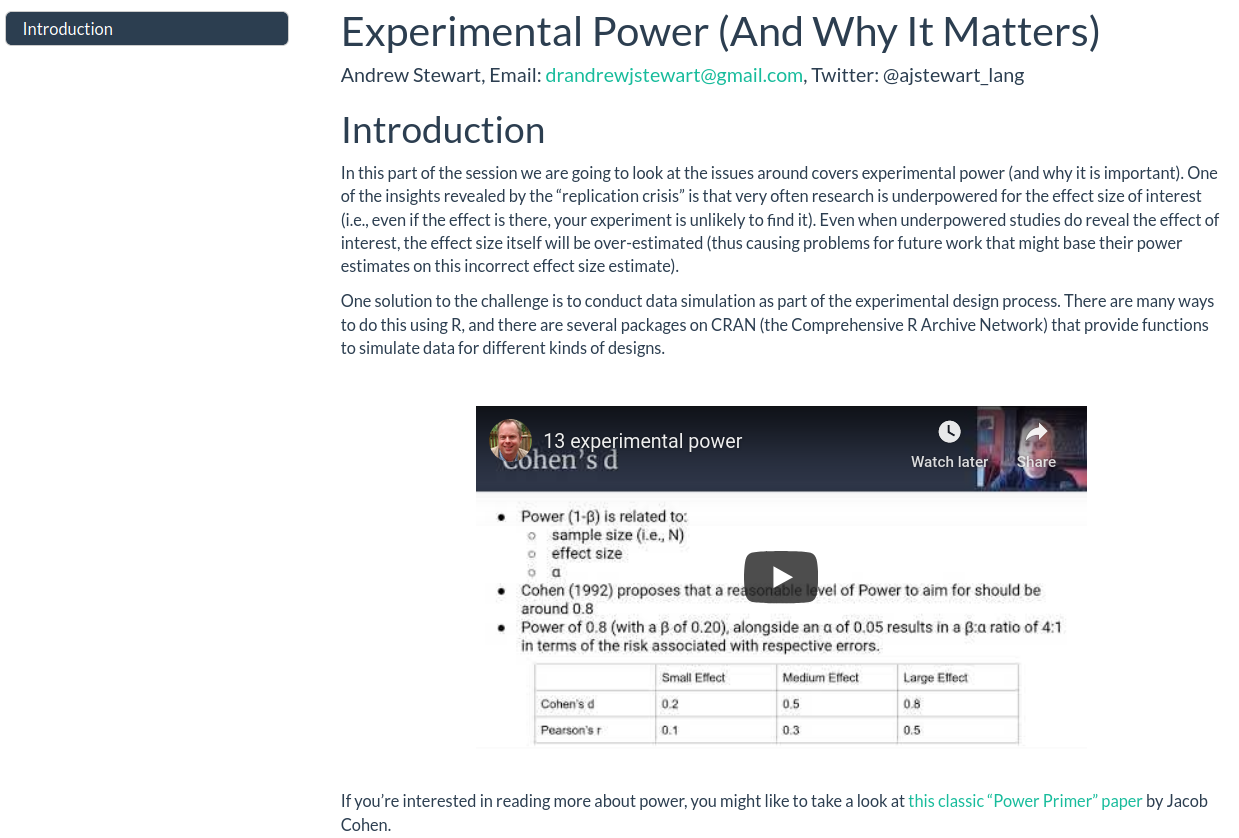 Introduction
Experimental Power (And Why It Matters)
Andrew Stewart, Email: drandrewjstewart@gmail.com, Twitter: @ajstewart_lang
Introduction
In this part of the session we are going to look at the issues around covers experimental power (and why it is important). One
of the insights revealed by the “replication crisis” is that very often research is underpowered for the effect size of interest
(i.e., even if the effect is there, your experiment is unlikely to find it). Even when underpowered studies do reveal the effect of
interest, the effect size itself will be over-estimated (thus causing problems for future work that might base their power
estimates on this incorrect effect size estimate).
One solution to the challenge is to conduct data simulation as part of the experimental design process. There are many ways
to do this using R, and there are several packages on CRAN (the Comprehensive R Archive Network) that provide functions
to simulate data for different kinds of designs.
13 experimental power
Watch later Share
Cohen's d
● Power (1-β) is related to:
○ sample size (i.e., N)
○ effect size
○ α
● Cohen (1992) proposes that a reasonable level of Power to aim for should be
around 0.8
● Power of 0.8 (with a β of 0.20), alongside an α of 0.05 results in a β:α ratio of 4:1
in terms of the risk associated with respective errors.
Small Effect Medium Effect Large Effect
Cohen's d 0.2 0.5 0.8
Pearson's r 0.1 0.3 0.5
If you’re interested in reading more about power, you might like to take a look at this classic “Power Primer” paper by Jacob
Cohen.